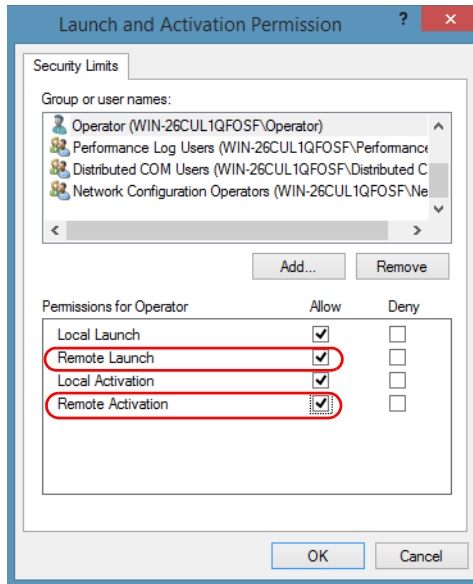 Launch and Activation Permission ?
Security Limits
Group or user names:
Operator (WIN-26CUL1QFOSF\Operator)
Performance Log Users (WIN-26CUL1QFOSF\Performance
Distributed COM Users (WIN-26CUL1QFOSF\Distributed C
Network Configuration Operators (WIN-26CUL1QFOSF\Ne
Add... Remove
Permissions for Operator Allow Deny
Local Launch
Remote Launch
Local Activation
Remote Activation
OK Cancel